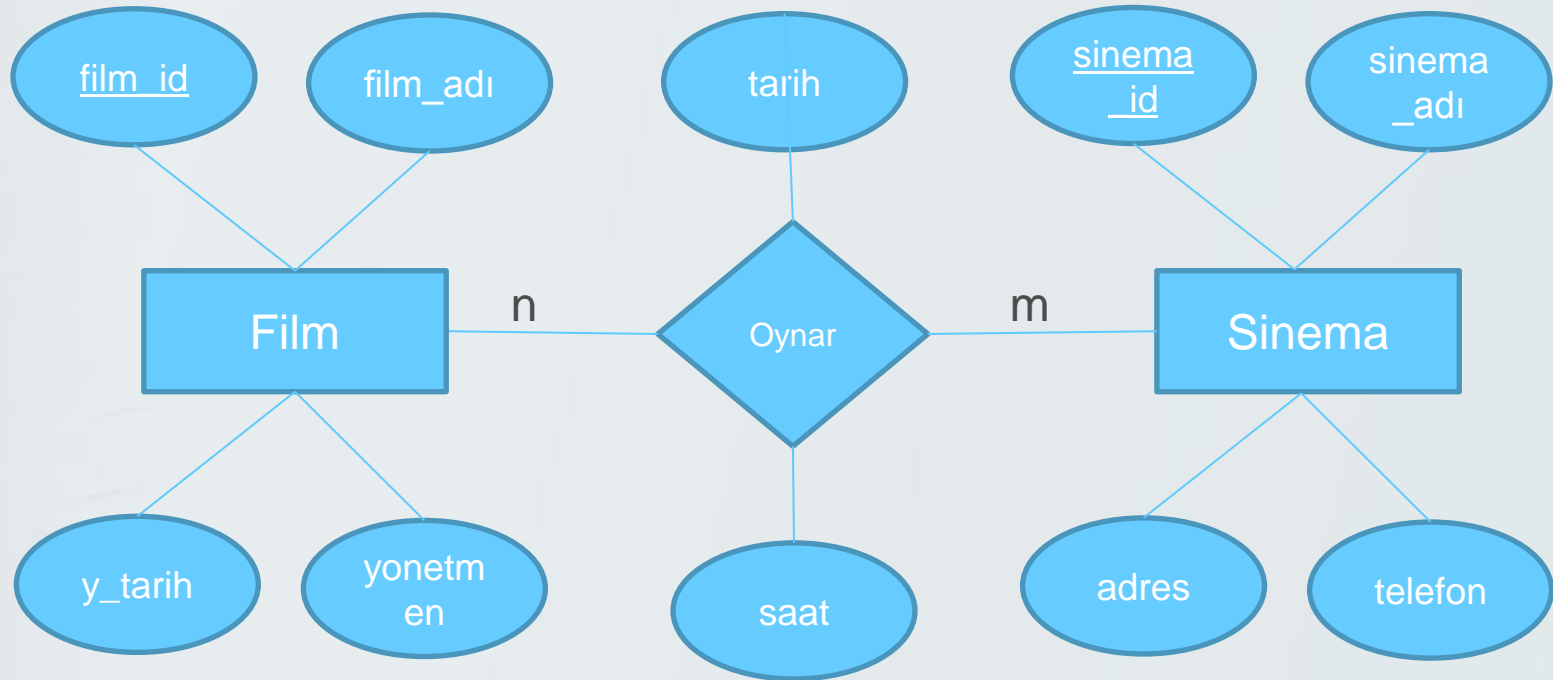 film_id
film_adı
tarih
sinema
_id
sinema
_adı
n
m
Film
Oynar
Sinema
y_tarih
yonetm
en
saat
adres
telefon